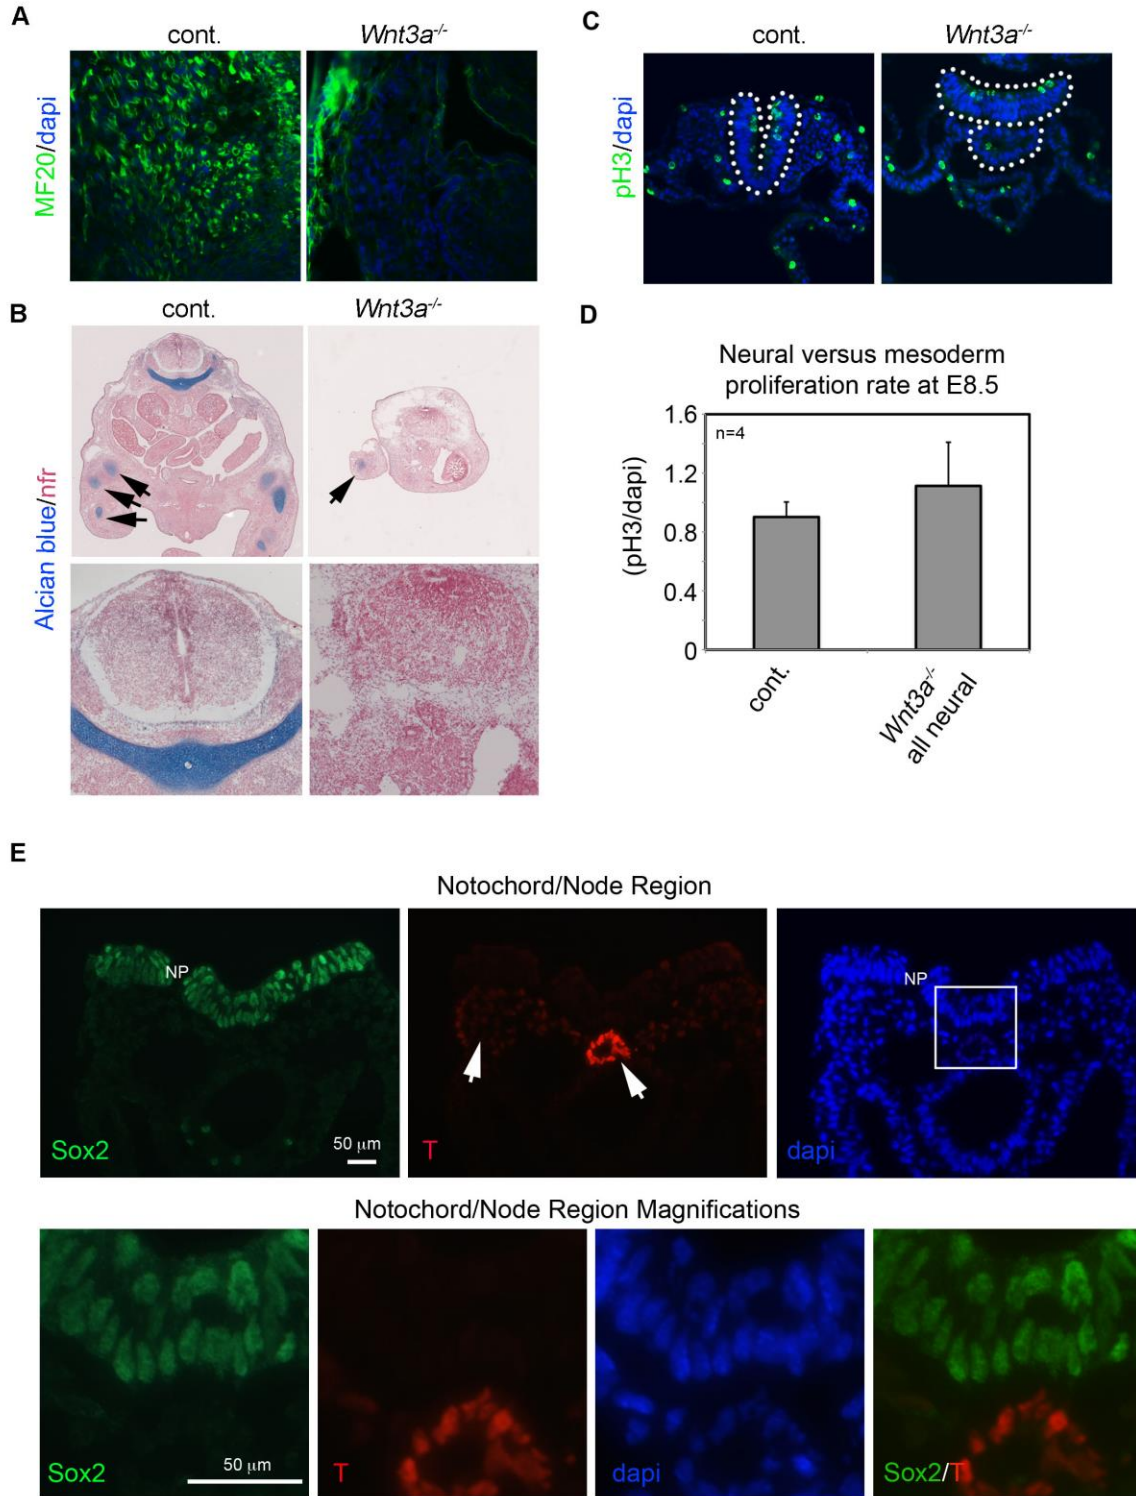 A
cont.
Wnt3a-/-
MF20/dapi
B
cont.
Wnt3a-/-
Alcian blue/nfr
C
cont.
Wnt3a-/-
pH3/dapi
D
Neural versus mesoderm
proliferation rate at E8.5
n=4
(pH3/dapi)
1.6
1.2
0.8
0.4
0
cont.
Wnt3a-/-
all neural
E
Notochord/Node Region
NP
Sox2
50 μm
T
NP
dapi
Notochord/Node Region Magnifications
Sox2
50 μm
T
dapi
Sox2/T